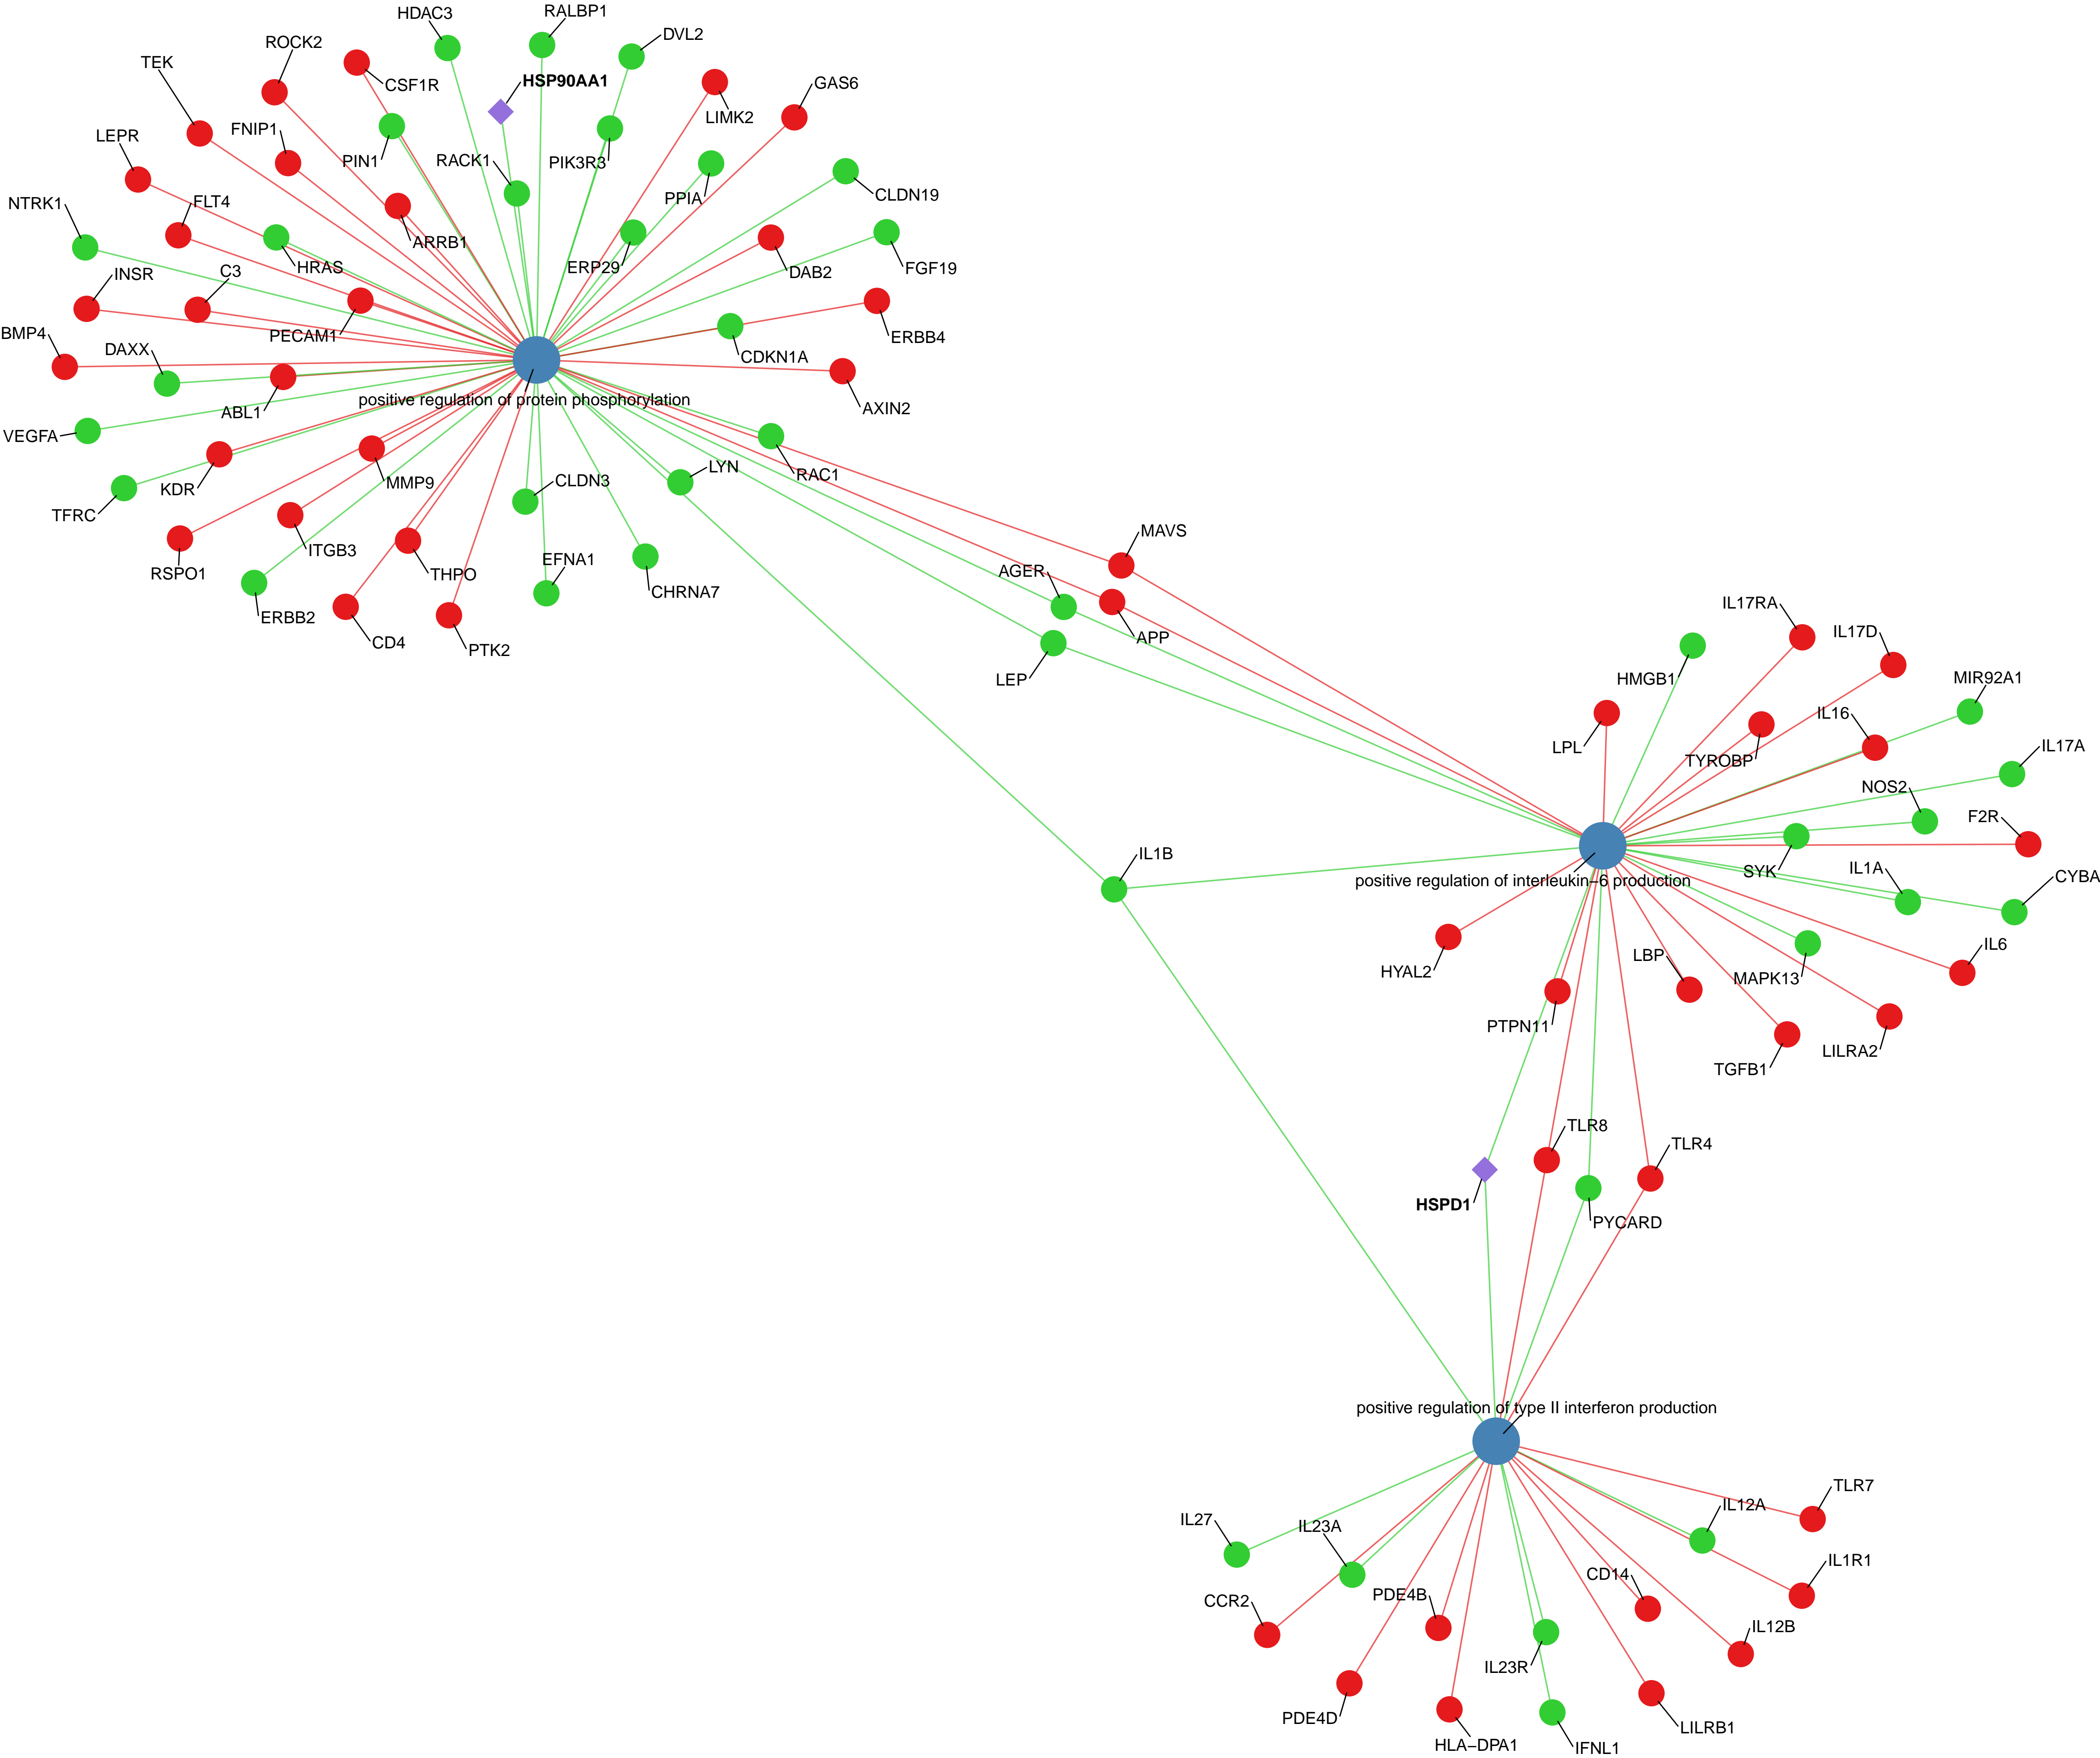 HDAC3
RALBP1
DVL2
ROCK2
TEK
CSF1R
HSP90AA1
GAS6
LIMK2
LEPR
FNIP1
PIN1
RACK1
PIK3R3
PPIA
CLDN19
NTRK1
FLT4
ARRB1
HRAS
ERP29
DAB2
FGF19
INSR
C3
BMP4
PECAM1
ERBB4
DAXX
CDKN1A
positive regulation of protein phosphorylation
ABL1
AXIN2
VEGFA
KDR
MMP9
LYN
RAC1
CLDN3
TFRC
RSPO1
ITGB3
THPO
EFNA1
CHRNA7
ERBB2
CD4
PTK2
MAVS
AGER
APP
LEP
IL17RA
IL17D
HMGB1
MIR92A1
IL16
LPL
TYROBP
IL17A
NOS2
F2R
IL1B
SYK
IL1A
CYBA
positive regulation of interleukin−6 production
HYAL2
LBP
MAPK13
IL6
PTPN11
LILRA2
TGFB1
TLR8
TLR4
HSPD1
PYCARD
positive regulation of type II interferon production
TLR7
IL12A
IL27
IL23A
IL1R1
CD14
PDE4B
CCR2
IL12B
IL23R
PDE4D
LILRB1
HLA−DPA1
IFNL1